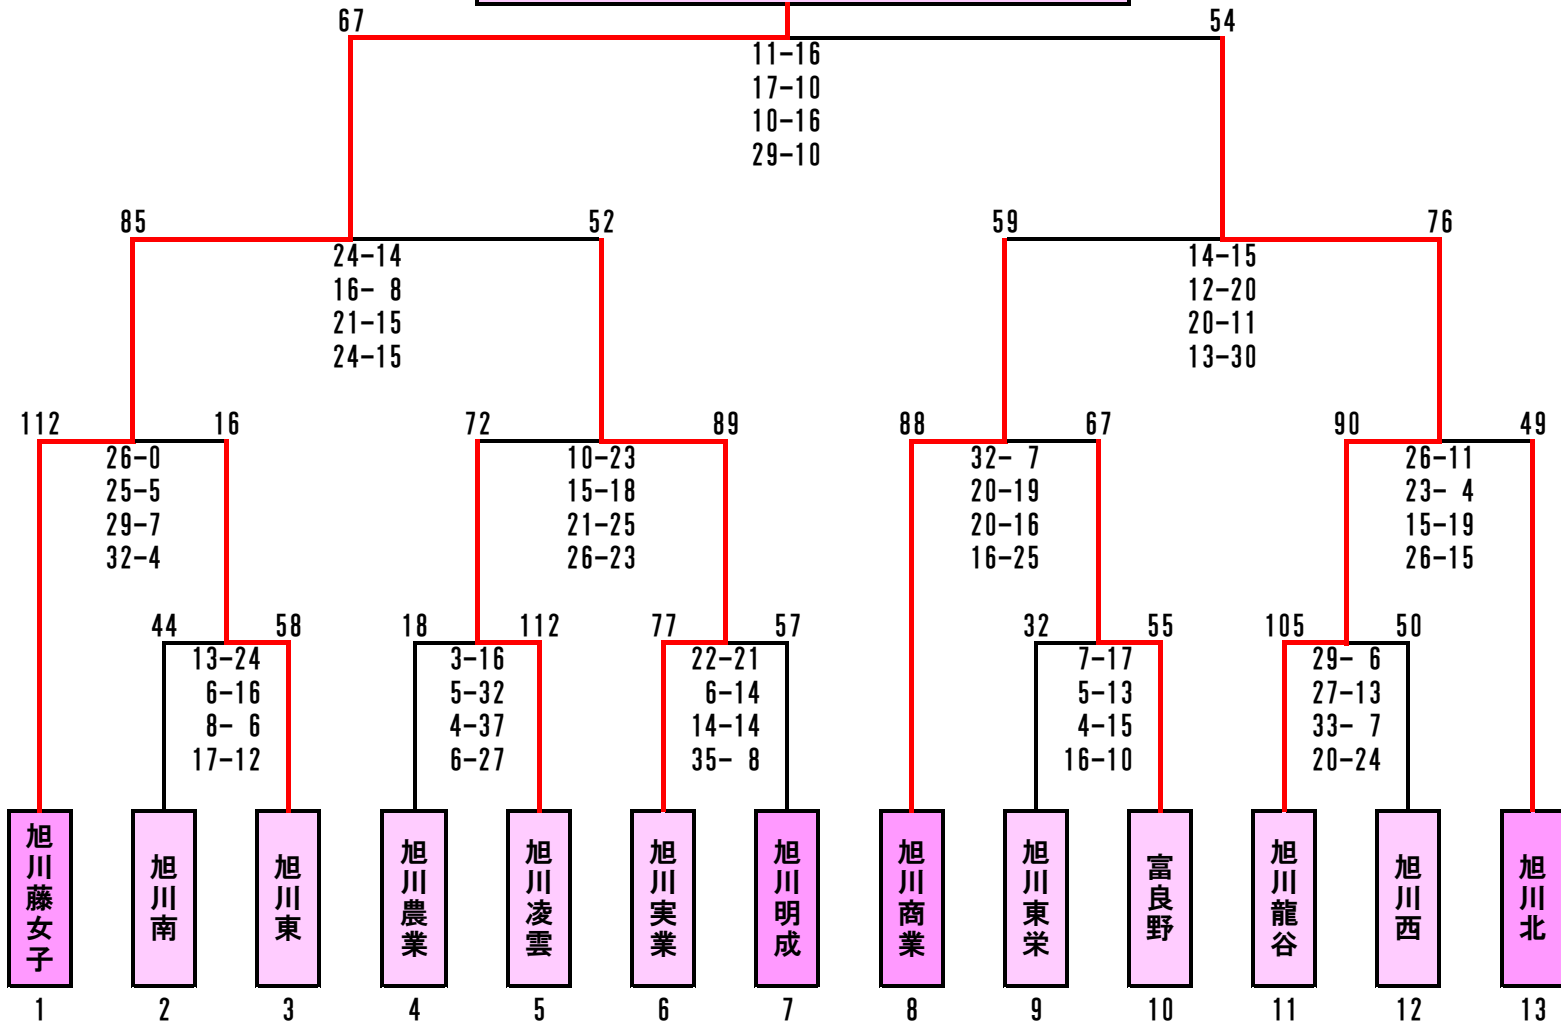 67 54
11-16
17-10
10-16
29-10
85 52 59 76
24-14 14-15
16- 8 12-20
21-15 20-11
24-15 13-30
112 16 72 89 88 67 90 49
26-0 10-23 32- 7 26-11
25-5 15-18 20-19 23- 4
29-7 21-25 20-16 15-19
32-4 26-23 16-25 26-15
44 58 18 112 77 57 32 55 105 50
13-24 3-16 22-21 7-17 29- 6
6-16 5-32 6-14 5-13 27-13
8- 6 4-37 14-14 4-15 33- 7
17-12 6-27 35- 8 16-10 20-24
旭川藤女子
旭川南
旭川東
旭川農業
旭川凌雲
旭川実業
旭川明成
旭川商業
旭川東栄
富良野
旭川龍谷
旭川西
旭川北
1 2 3 4 5 6 7 8 9 10 11 12 13